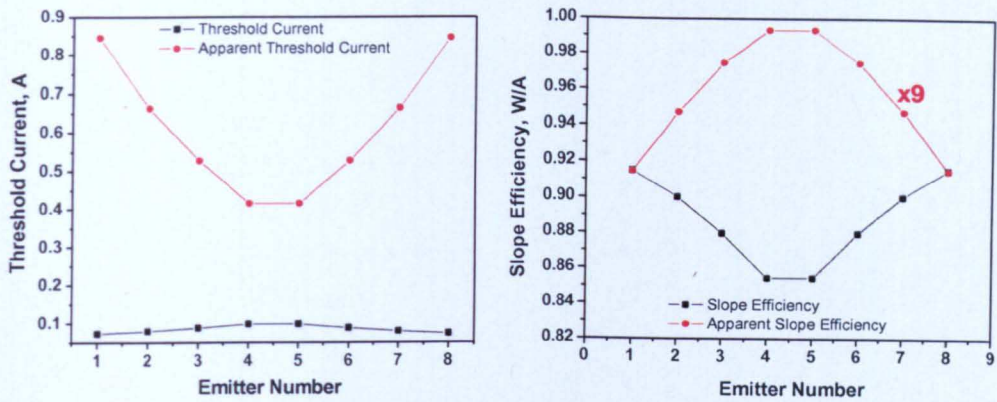 0.9
0.8
0.7
0.6
0.5
0.4
0.3
0.2
0.1
1 2 3 4 5 6 7 8
Threshold Current, A
Emitter Number
Threshold Current
Apparent Threshold Current
1.00
0.98
0.96
0.94
0.92
0.90
0.88
0.86
0.84
0.82
0 1 2 3 4 5 6 7 8 9
Slope Efficiency, W/A
Emitter Number
x9
Slope Efficiency
Apparent Slope Efficiency